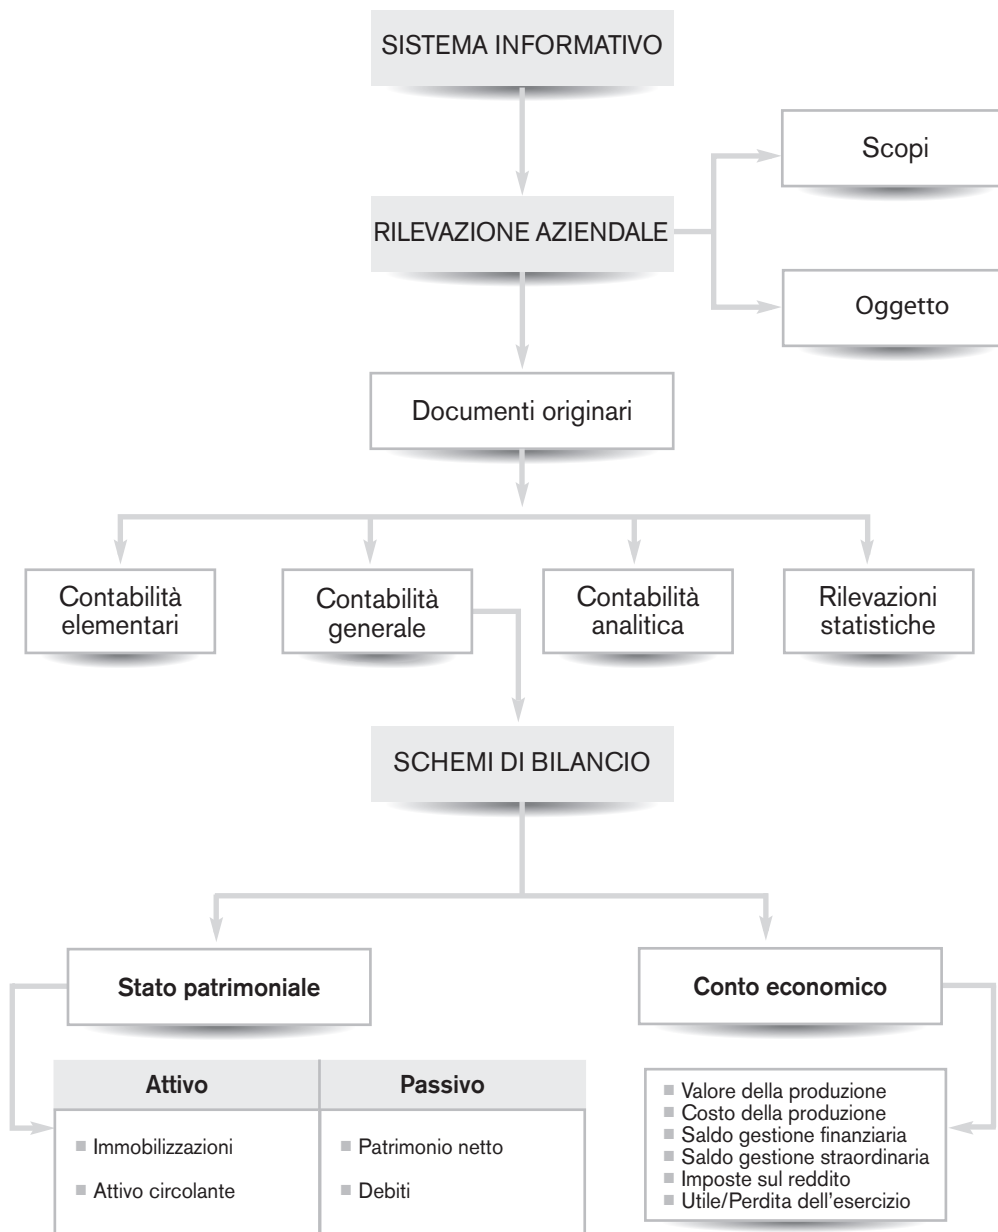 SISTEMA INFORMATIVO
Scopi
RILEVAZIONE AZIENDALE
Oggetto
Documenti originari
Contabilità
elementari
Contabilità
generale
Contabilità
analitica
Rilevazioni
statistiche
SCHEMI DI BILANCIO
Stato patrimoniale
Conto economico
Attivo
Passivo
Immobilizzazioni
Attivo circolante
Patrimonio netto
Debiti
Valore della produzione
Costo della produzione
Saldo gestione finanziaria
Saldo gestione straordinaria
Imposte sul reddito
Utile/Perdita dell'esercizio